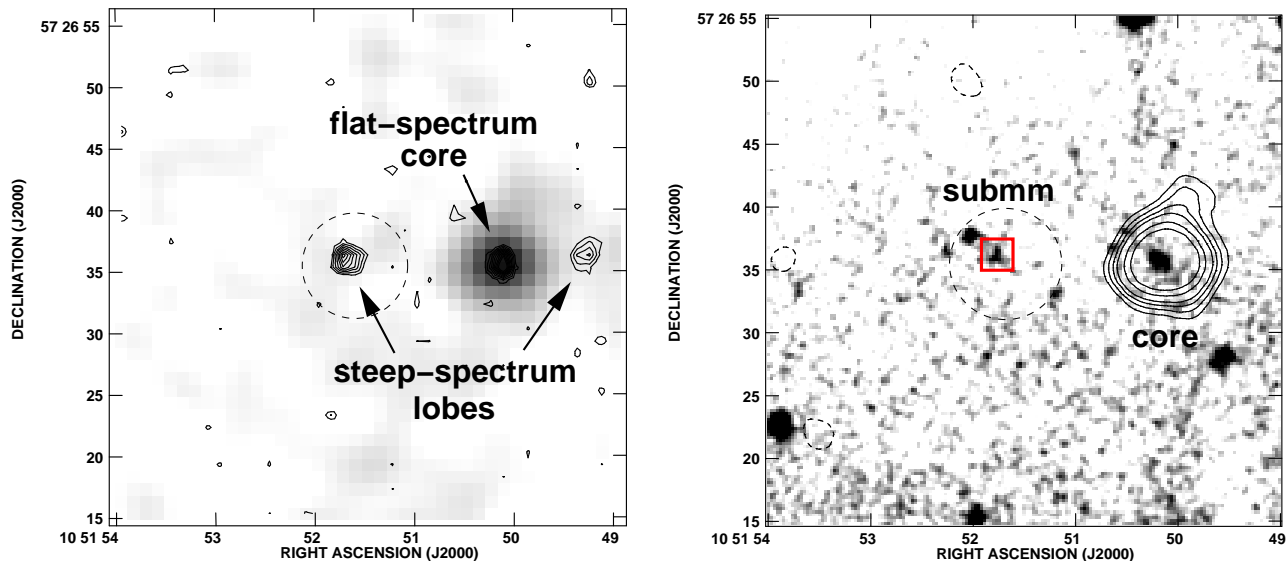 57 26 55
50
45
40
35
30
25
20
15
DECLINATION (J2000)
flat–spectrum
core
steep–spectrum
lobes
10 51 54
53
52
51
50
49
RIGHT ASCENSION (J2000)
57 26 55
50
45
40
35
30
25
20
15
DECLINATION (J2000)
submm
core
10 51 54
53
52
51
50
49
RIGHT ASCENSION (J2000)